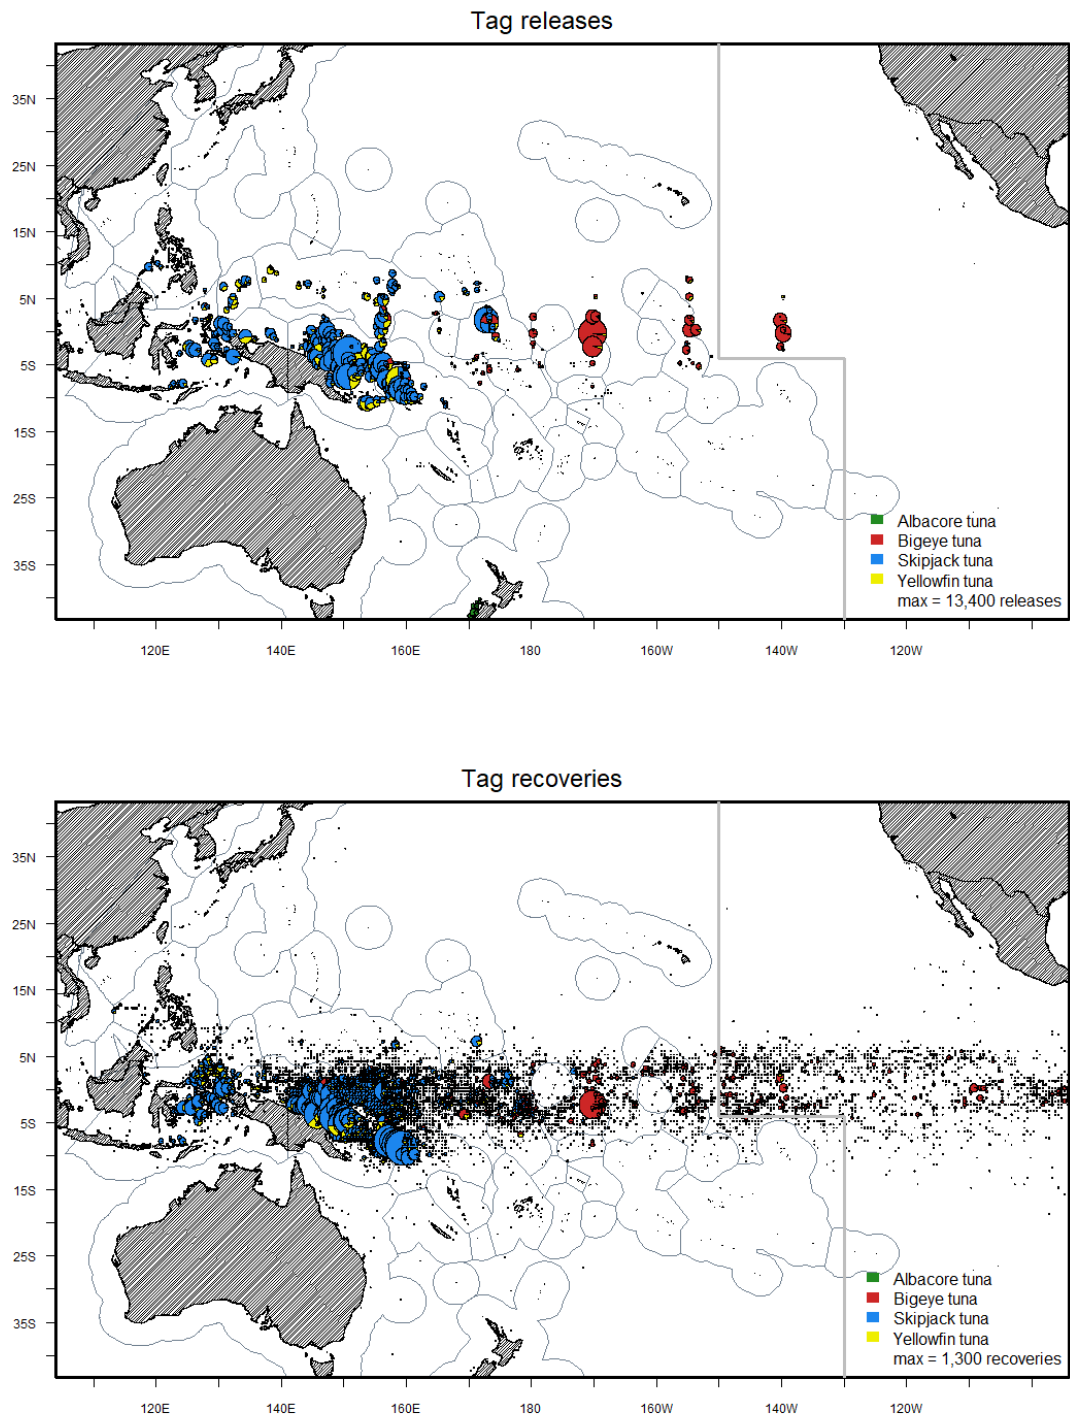 Tag releases
35N
25N
15N
5N
5S
15S
25S
35S
Albacore tuna
Bigeye tuna
Skipjack tuna
Yellowfin tuna
max = 13,400 releases
120E 140E 160E 180 160W 140W 120W
Tag recoveries
35N
25N
15N
5N
5S
15S
25S
35S
Albacore tuna
Bigeye tuna
Skipjack tuna
Yellowfin tuna
max = 1,300 recoveries
120E 140E 160E 180 160W 140W 120W